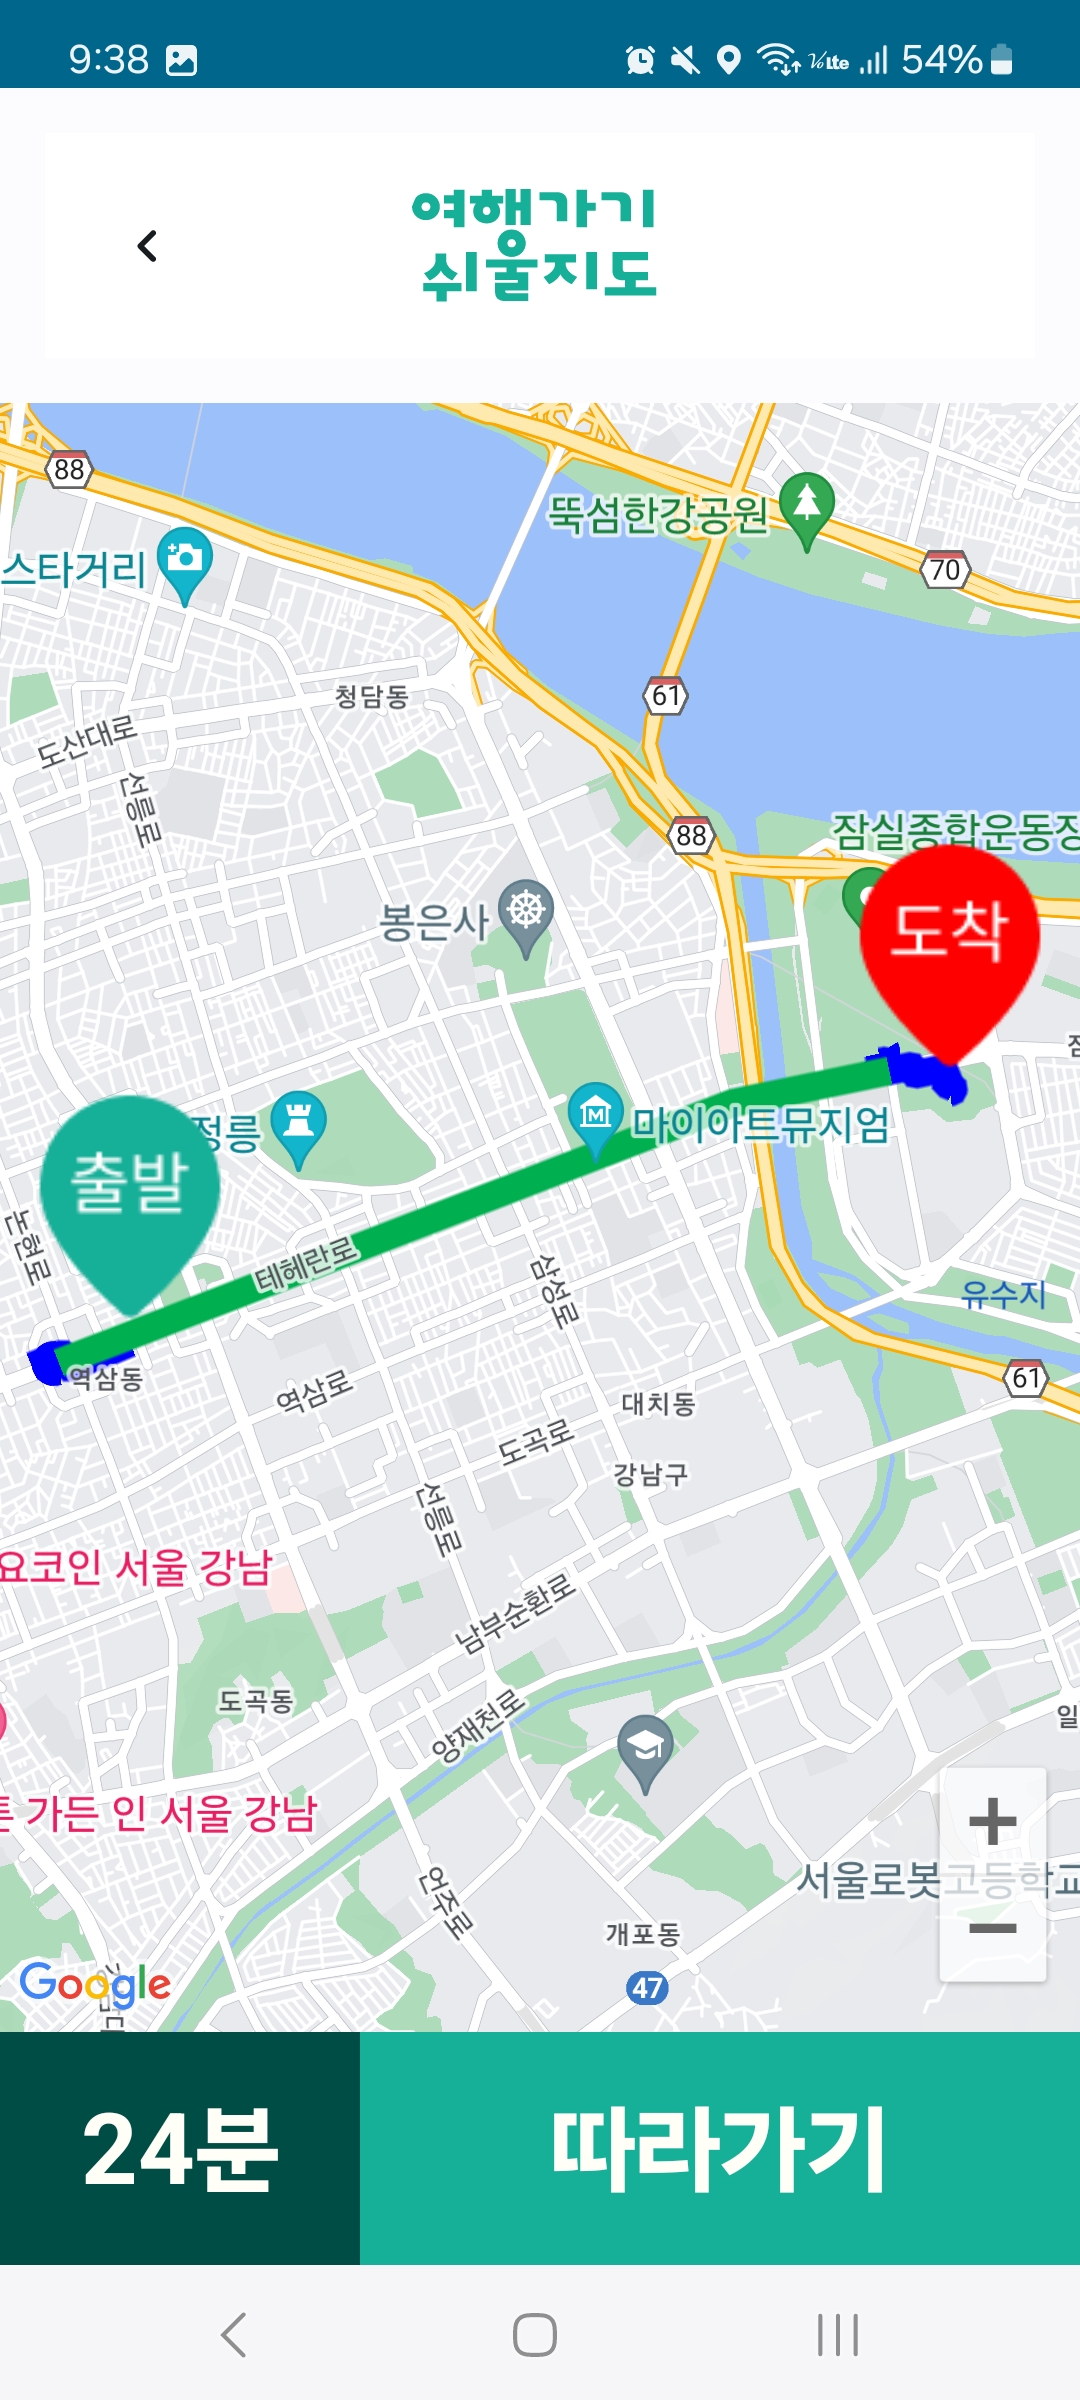 9:38
VoLte
54%
여행가기
쉬울지도
88
뚝섬한강공원
스타거리
70
청담동
61
도산대로
선릉로
88
잠실종합운동장
봉은사
도착
마이아트뮤지엄
정릉
출발
논현로
테헤란로
삼성로
유수지
역삼동
61
역삼로
대치동
도곡로
강남구
선릉로
요코인 서울 강남
남부순환로
도곡동
양재천로
일
가든 인 서울 강남
서울로봇고등학교
언주로
개포동
Google
47
24분
따라가기